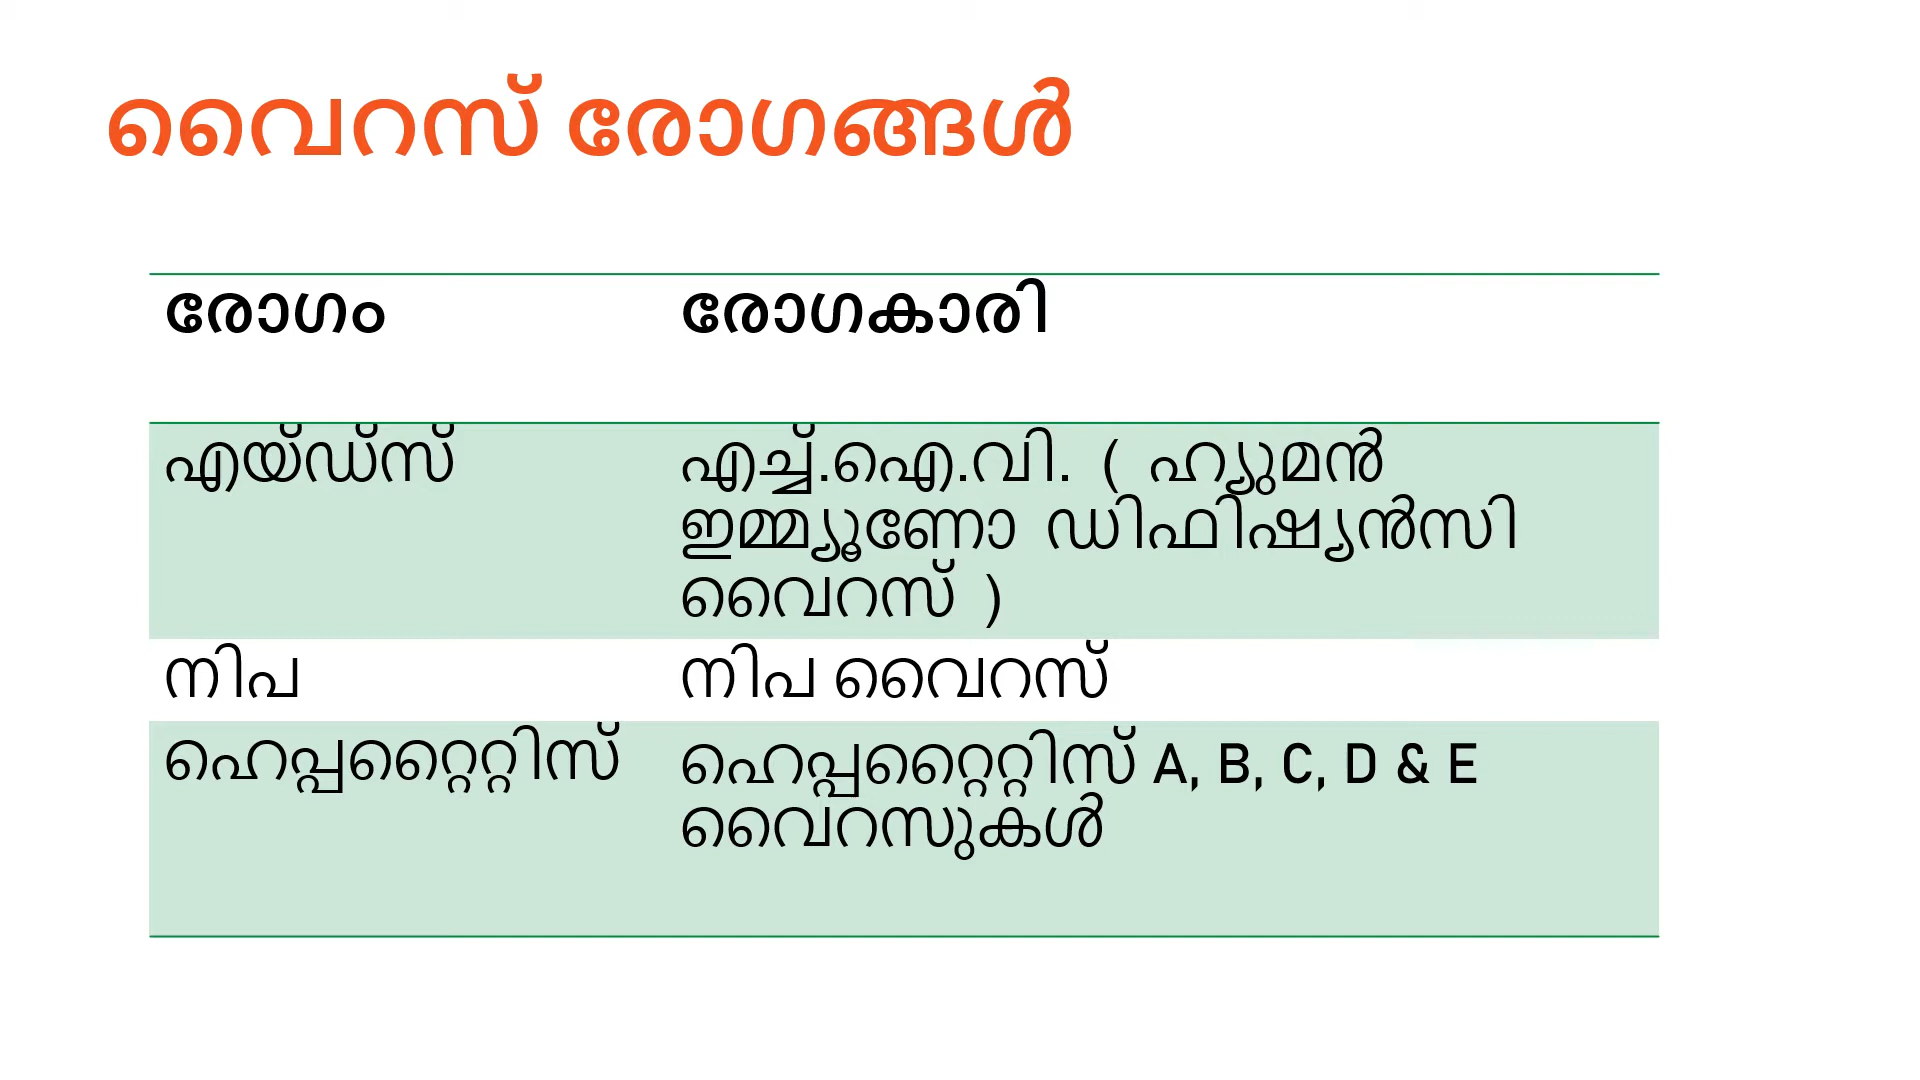 വൈറസ് രോഗങ്ങൾ
രോഗം രോഗകാരി
എയ്ഡ്സ് എച്ച്.ഐ.വി. ( ഹ്യുമൻ
ഇമ്മ്യൂണോ ഡിഫിഷ്യൻസി
വൈറസ് )
നിപ നിപ വൈറസ്
ഹെപ്പറ്റൈറ്റിസ് ഹെപ്പറ്റൈറ്റിസ് A, B, C, D & E
വൈറസുകൾ